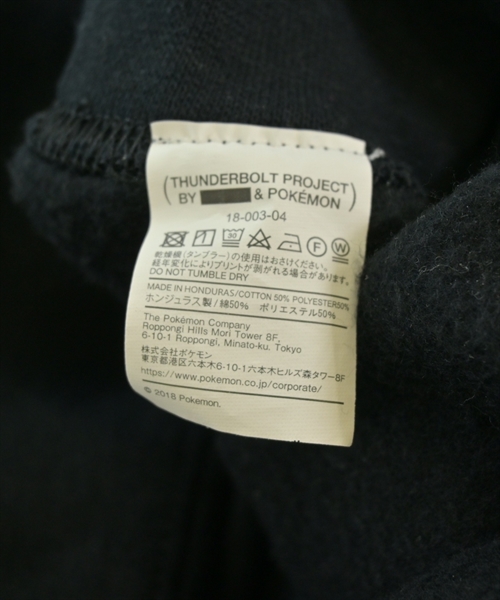 THUNDERBOLT PROJECT
BY & POKÉMON
18-003-04
30 F W
乾燥機(タンブラー)の使用はおさけください。
経年変化によりプリントが剥がれる場合があります。
DO NOT TUMBLE DRY
MADE IN HONDURAS/COTTON 50% POLYESTER50%
ホンジュラス製/綿50% ポリエステル50%
The Pokémon Company
Roppongi Hills Mori Tower 8F,
6-10-1 Roppongi, Minato-ku, Tokyo
株式会社ポケモン
東京都港区六本木6-10-1六本木ヒルズ森タワー8F
https://www.pokemon.co.jp/corporate/
© 2018 Pokémon.